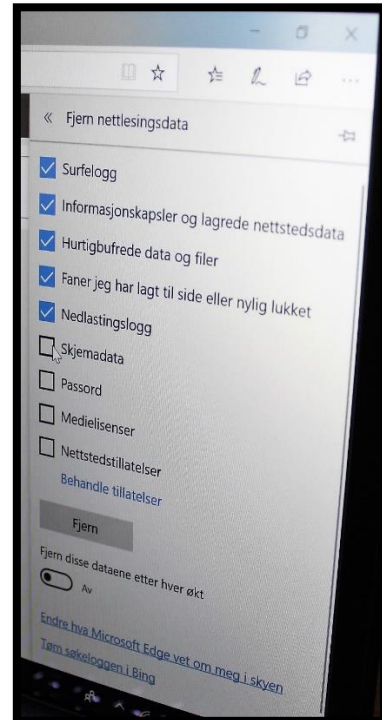 Fjern nettlesingsdata
Surfelogg
Informasjonskapsler og lagrede nettstedsdata
Hurtigbufrede data og filer
Faner jeg har lagt til side eller nylig lukket
Nedlastingslogg
Skjemadata
Passord
Medielisenser
Nettstedstillatelser
Behandle tillatelser
Fjern
Fjern disse dataene etter hver økt
Av
Endre hva Microsoft Edge vet om meg i skyen
Tøm søkeloggen i Bing